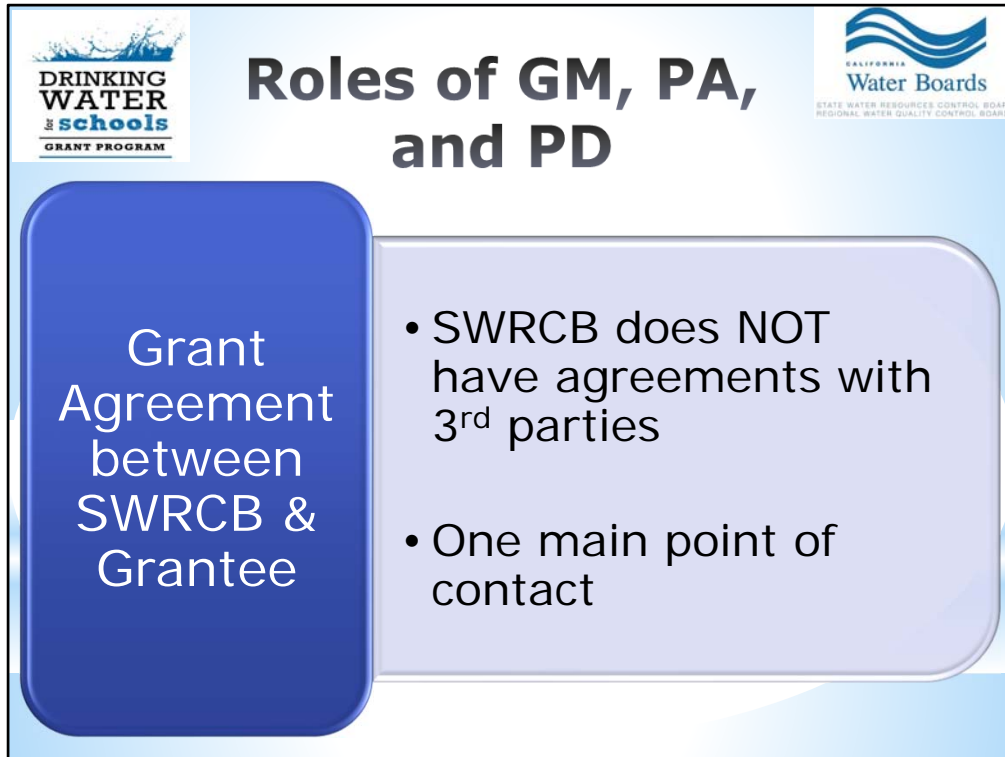 DRINKING
WATER
for schools
GRANT PROGRAM
Roles of GM, PA,
and PD
CALIFORNIA
Water Boards
STATE WATER RESOURCES CONTROL BOAR
REGIONAL WATER QUALITY CONTROL BOARD
Grant
Agreement
between
SWRCB &
Grantee
• SWRCB does NOT
have agreements with
3rd parties
• One main point of
contact